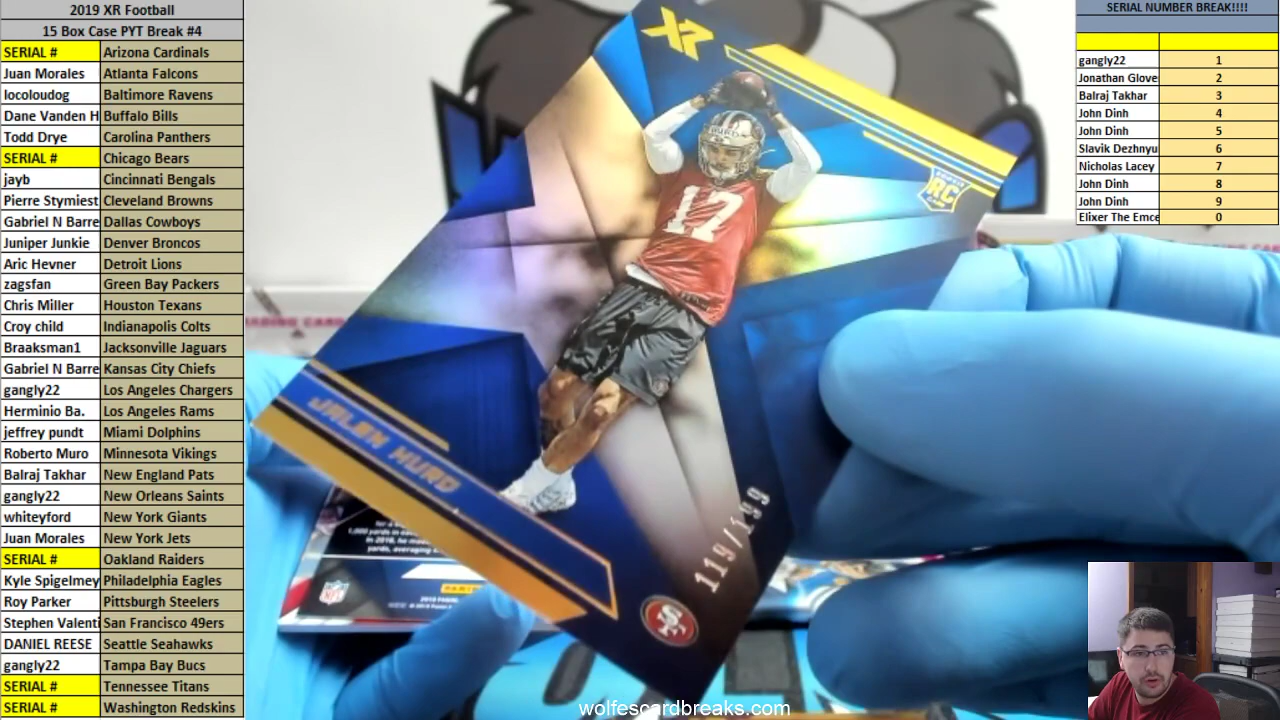 2019 XR Football
15 Box Case PYT Break #4
SERIAL # Arizona Cardinals
Juan Morales Atlanta Falcons
locoloudog Baltimore Ravens
Dane Vanden H Buffalo Bills
Todd Drye Carolina Panthers
SERIAL # Chicago Bears
jayb Cincinnati Bengals
Pierre Stymiest Cleveland Browns
Gabriel N Barre Dallas Cowboys
Juniper Junkie Denver Broncos
Aric Hevner Detroit Lions
zagsfan Green Bay Packers
Chris Miller Houston Texans
Croy child Indianapolis Colts
Braaksman1 Jacksonville Jaguars
Gabriel N Barre Kansas City Chiefs
gangly22 Los Angeles Chargers
Herminio Ba. Los Angeles Rams
jeffrey pundt Miami Dolphins
Roberto Muro Minnesota Vikings
Balraj Takhar New England Pats
gangly22 New Orleans Saints
whiteyford New York Giants
Juan Morales New York Jets
SERIAL # Oakland Raiders
Kyle Spigelmey Philadelphia Eagles
Roy Parker Pittsburgh Steelers
Stephen Valenti San Francisco 49ers
DANIEL REESE Seattle Seahawks
gangly22 Tampa Bay Bucs
SERIAL # Tennessee Titans
SERIAL # Washington Redskins
XR
HURD
17
RC
JALEN HURD
119/199
SF
NFL
wolfescardbreaks.com
SERIAL NUMBER BREAK!!!!
gangly22 1
Jonathan Glove 2
Balraj Takhar 3
John Dinh 4
John Dinh 5
Slavik Dezhnyu 6
Nicholas Lacey 7
John Dinh 8
John Dinh 9
Elixer The Emce 0